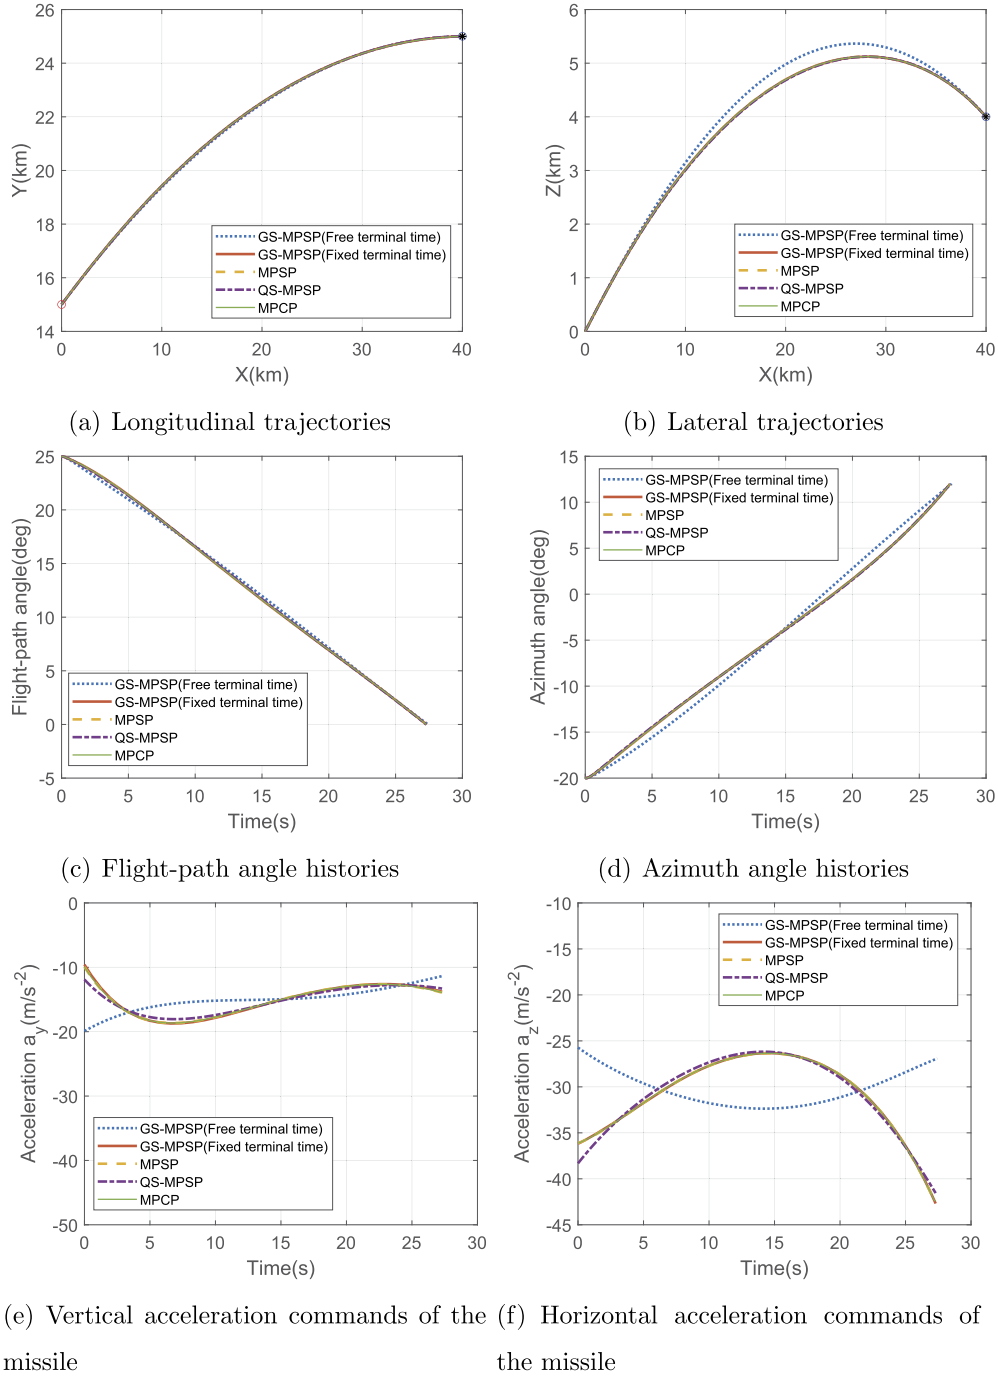 26
24
22
20
18
16
14
Y(km)
GS-MPSP(Free terminal time)
GS-MPSP(Fixed terminal time)
MPSP
QS-MPSP
MPCP
0 10 20 30 40
X(km)
(a) Longitudinal trajectories
6
5
4
3
2
1
0
Z(km)
GS-MPSP(Free terminal time)
GS-MPSP(Fixed terminal time)
MPSP
QS-MPSP
MPCP
0 10 20 30 40
X(km)
(b) Lateral trajectories
25
20
15
10
5
0
-5
Flight-path angle(deg)
GS-MPSP(Free terminal time)
GS-MPSP(Fixed terminal time)
MPSP
QS-MPSP
MPCP
0 5 10 15 20 25 30
Time(s)
(c) Flight-path angle histories
15
10
5
0
-5
-10
-15
-20
Azimuth angle(deg)
GS-MPSP(Free terminal time)
GS-MPSP(Fixed terminal time)
MPSP
QS-MPSP
MPCP
0 5 10 15 20 25 30
Time(s)
(d) Azimuth angle histories
0
-10
-20
-30
-40
-50
Acceleration a_y(m/s^-2)
GS-MPSP(Free terminal time)
GS-MPSP(Fixed terminal time)
MPSP
QS-MPSP
MPCP
0 5 10 15 20 25 30
Time(s)
(e) Vertical acceleration commands of the
missile
-10
-15
-20
-25
-30
-35
-40
-45
Acceleration a_z(m/s^-2)
GS-MPSP(Free terminal time)
GS-MPSP(Fixed terminal time)
MPSP
QS-MPSP
MPCP
0 5 10 15 20 25 30
Time(s)
(f) Horizontal acceleration commands of
the missile